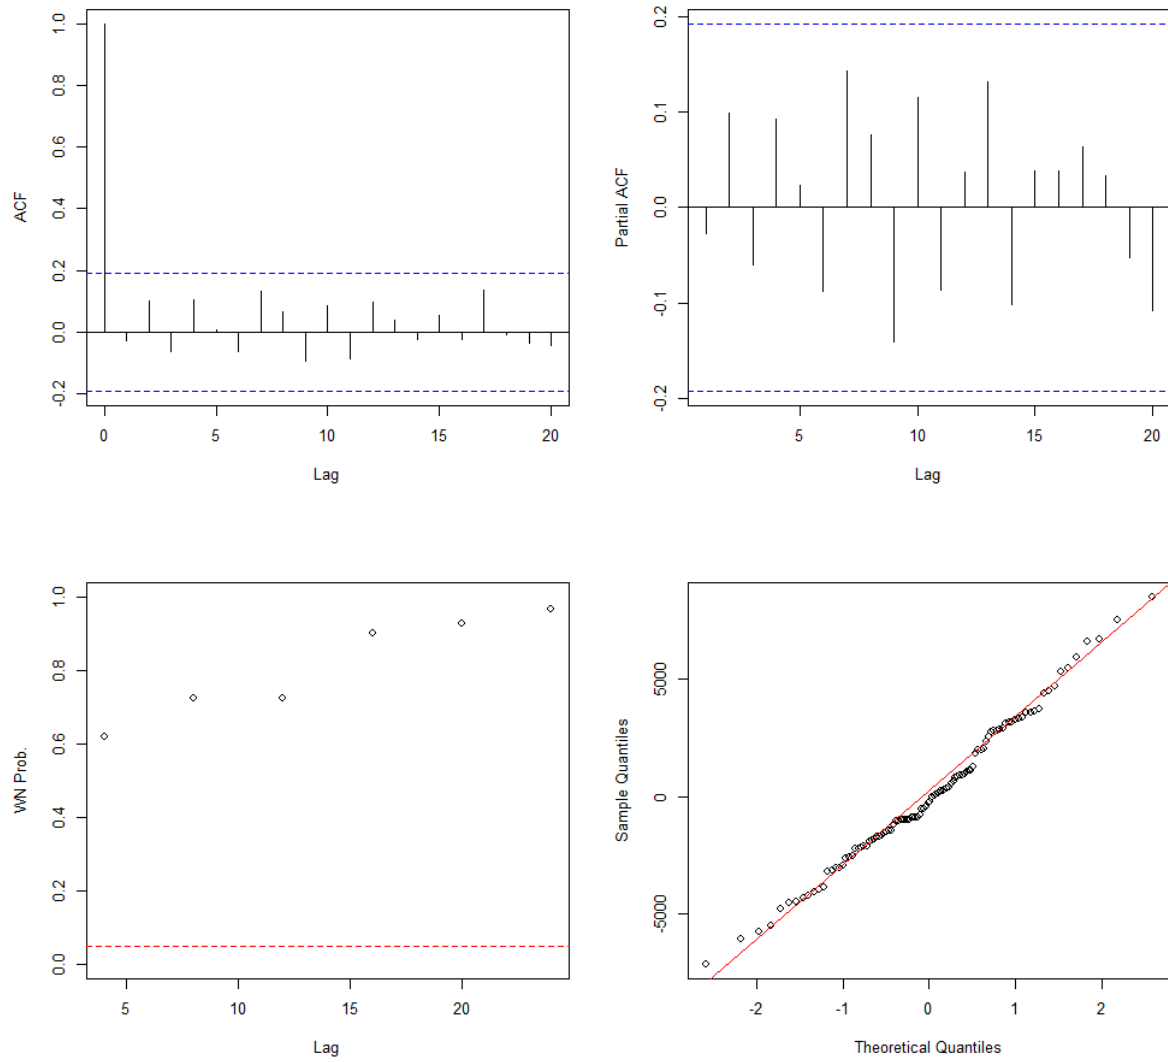 ACF
1.0
0.8
0.6
0.4
0.2
0.0
-0.2
0 5 10 15 20
Lag
Partial ACF
0.2
0.1
0.0
-0.1
-0.2
5 10 15 20
Lag
WN Prob.
1.0
0.8
0.6
0.4
0.2
0.0
5 10 15 20
Lag
Sample Quantiles
5000
0
-5000
-2 -1 0 1 2
Theoretical Quantiles